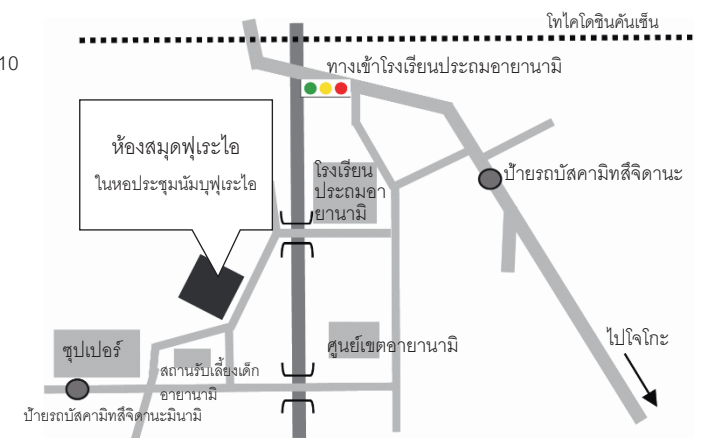 โทไคโดชินคันเซ็น
10
ทางเข้าโรงเรียนประถมอายานามิ
ห้องสมุดฟุเระไอ
ในหอประชุมนัมบุฟุเระไอ
โรงเรียน
ประถมอา
ยานามิ
ป้ายรถบัสคามิทสึจิดานะ
ศูนย์เขตอายานามิ
ไปโจโกะ
ซุปเปอร์
สถานรับเลี้ยงเด็ก
อายานามิ
ป้ายรถบัสคามิทสึจิดานะมินามิ